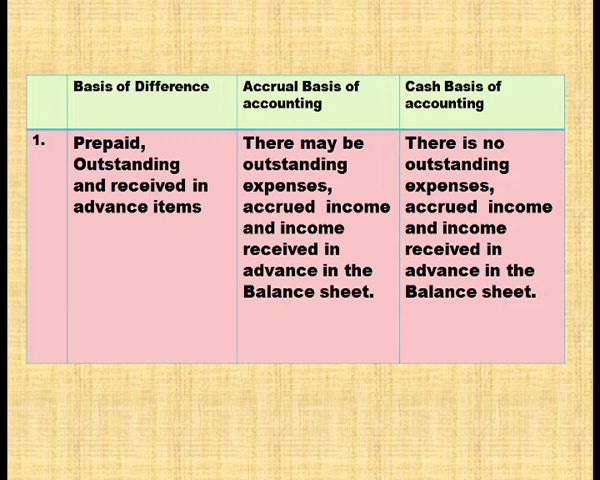 Basis of Difference
Accrual Basis of
accounting
Cash Basis of
accounting
1.
Prepaid,
Outstanding
and received in
advance items
There may be
outstanding
expenses,
accrued income
and income
received in
advance in the
Balance sheet.
There is no
outstanding
expenses,
accrued income
and income
received in
advance in the
Balance sheet.